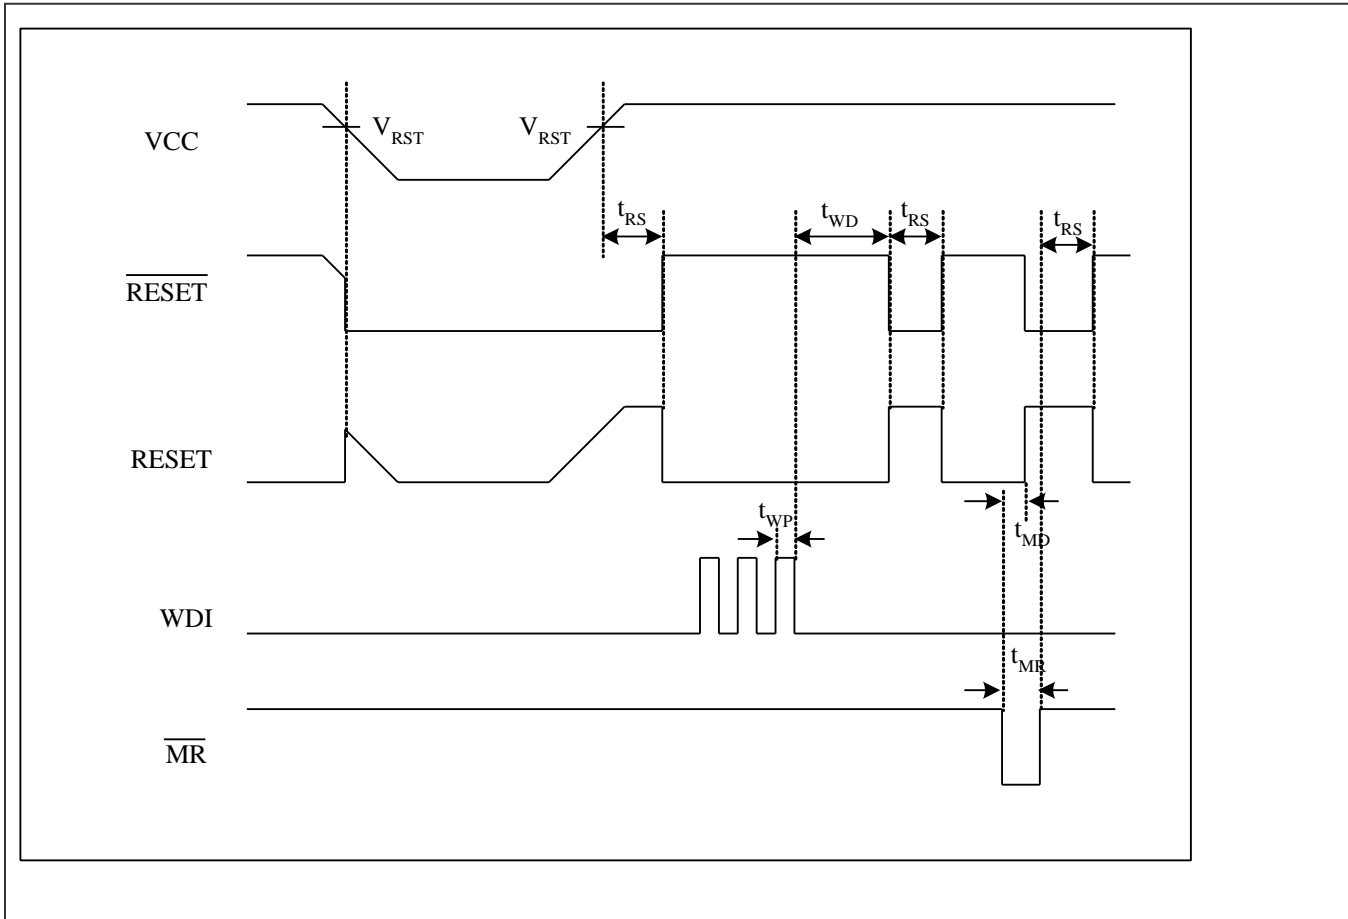 VCC
V_RST V_RST
t_RS t_WD t_RS t_RS
RESET
RESET
t_WP t_MD
WDI
t_MR
MR